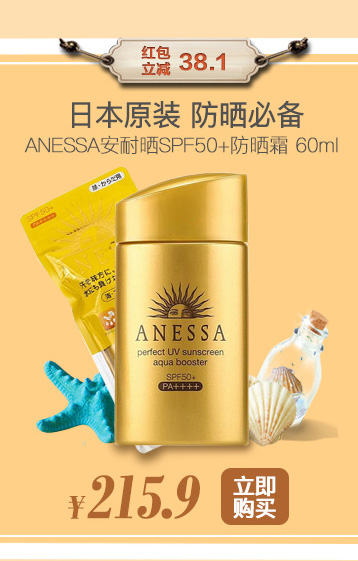 红包
立减 38.1
日本原装 防晒必备
ANESSA安耐晒SPF50+防晒霜 60ml
SPF50+
PA++++
ANESSA
perfect UV sunscreen
aqua booster
SPF50+
PA++++
¥215.9
立即
购买